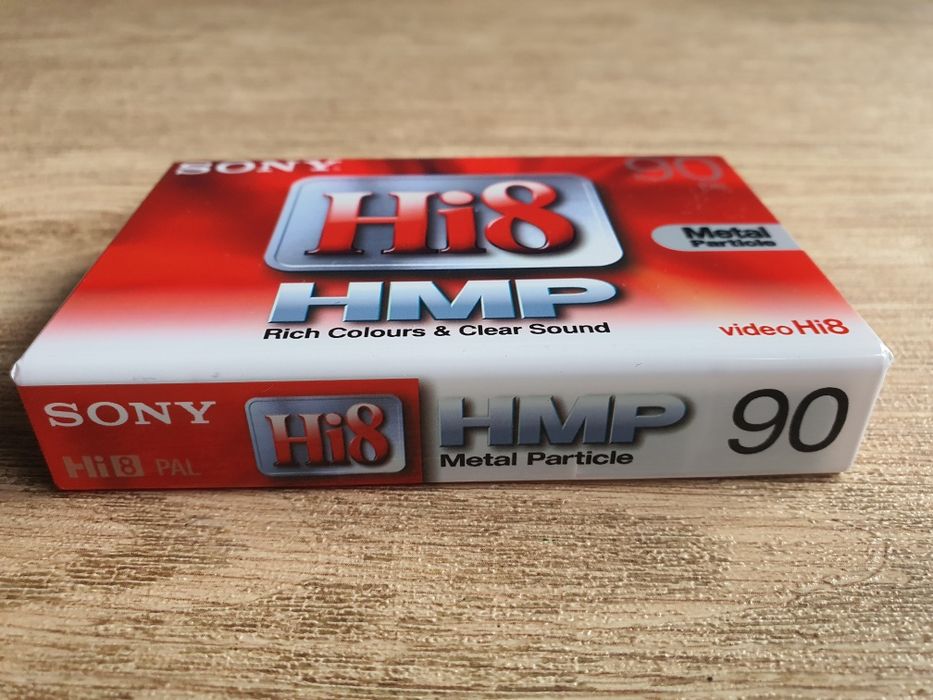 SONY
90
Hi8
Metal
Particle
HMP
Rich Colours & Clear Sound
video Hi8
SONY
Hi8 PAL
Hi8
HMP
Metal Particle
90